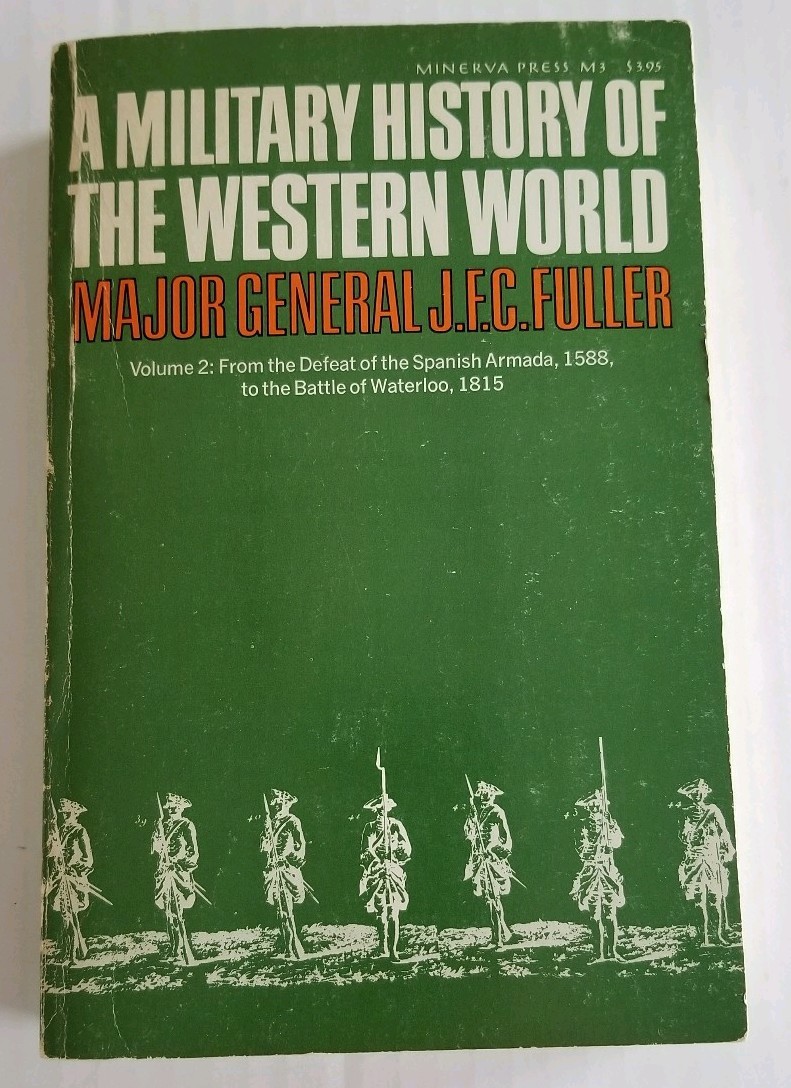 MINERVA PRESS M3 $3.95
A MILITARY HISTORY OF
THE WESTERN WORLD
MAJOR GENERAL J.F.C. FULLER
Volume 2: From the Defeat of the Spanish Armada, 1588,
to the Battle of Waterloo, 1815